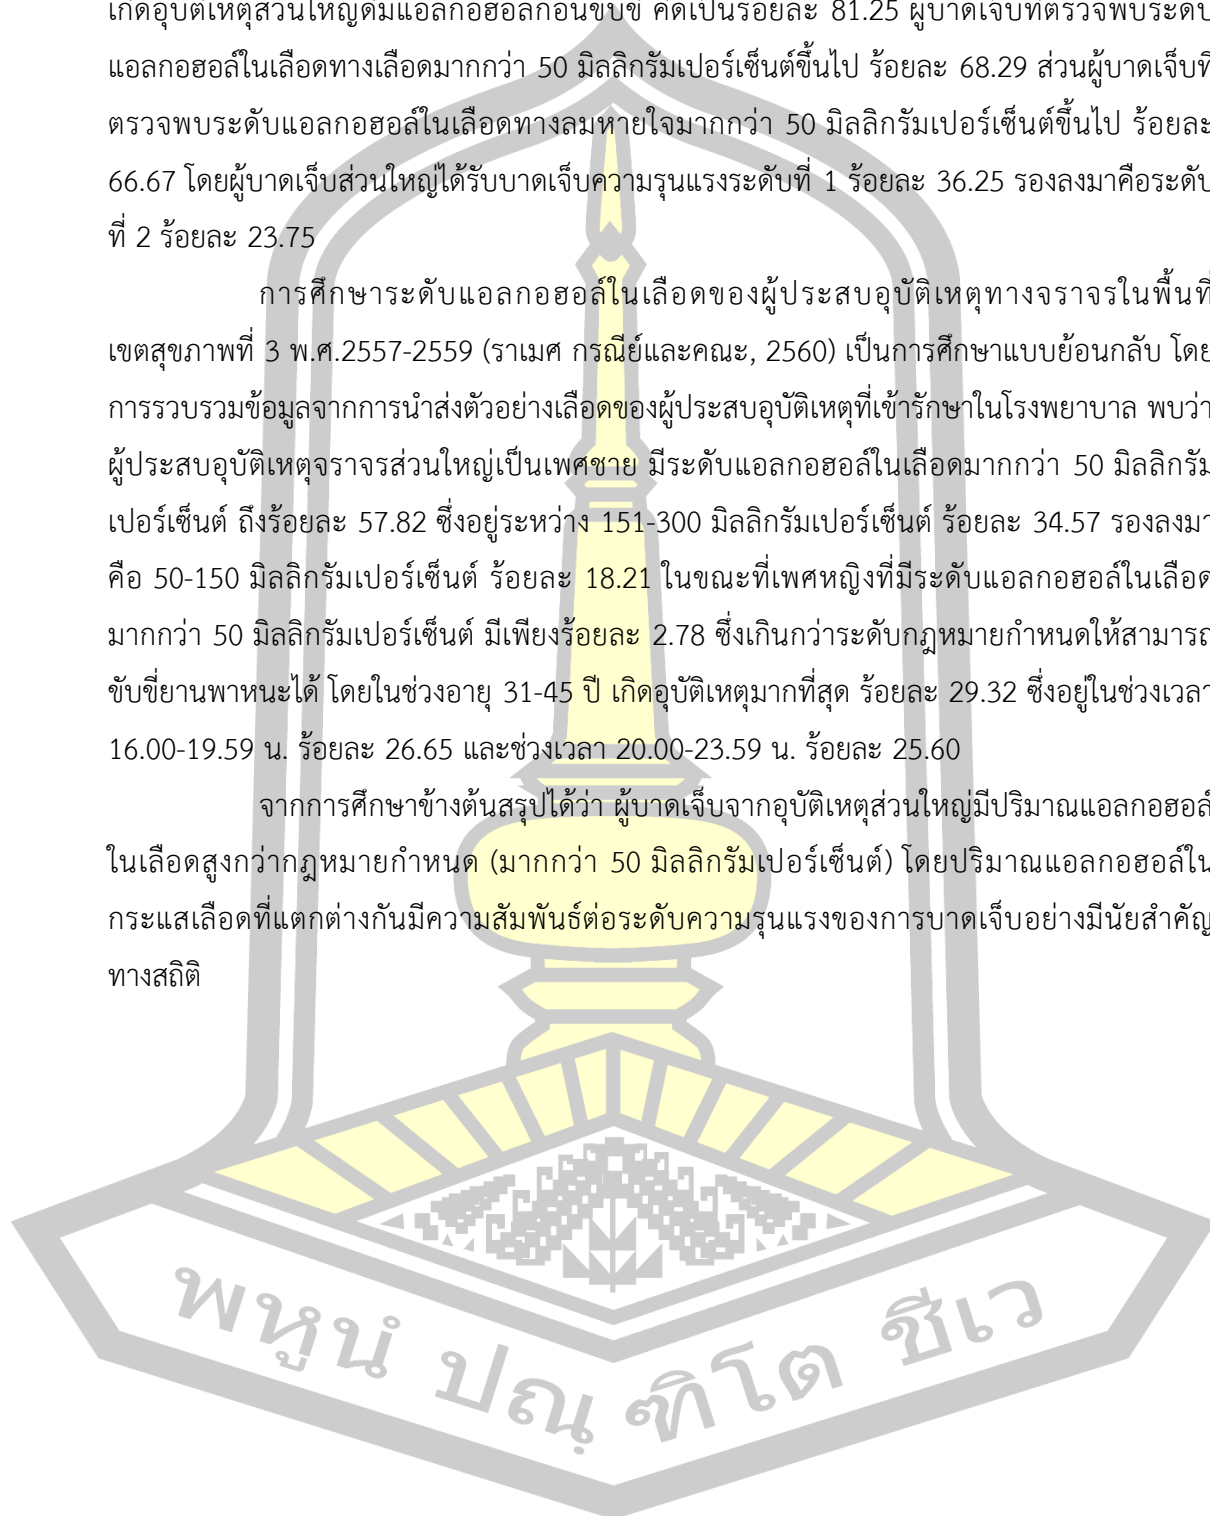 เกิดอุบัติเหตุส่วนใหญ่ดื่มแอลกอฮอล์ก่อนขับขี่ คิดเป็นร้อยละ 81.25 ผู้บาดเจ็บที่ตรวจพบระดับ
แอลกอฮอล์ในเลือดทางเลือดมากกว่า 50 มิลลิกรัมเปอร์เซ็นต์ขึ้นไป ร้อยละ 68.29 ส่วนผู้บาดเจ็บที่
ตรวจพบระดับแอลกอฮอล์ในเลือดทางลมหายใจมากกว่า 50 มิลลิกรัมเปอร์เซ็นต์ขึ้นไป ร้อยละ
66.67 โดยผู้บาดเจ็บส่วนใหญ่ได้รับบาดเจ็บความรุนแรงระดับที่ 1 ร้อยละ 36.25 รองลงมาคือระดับ
ที่ 2 ร้อยละ 23.75
การศึกษาระดับแอลกอฮอล์ในเลือดของผู้ประสบอุบัติเหตุทางจราจรในพื้นที่
เขตสุขภาพที่ 3 พ.ศ.2557-2559 (ราเมศ กรณีย์และคณะ, 2560) เป็นการศึกษาแบบย้อนกลับ โดย
การรวบรวมข้อมูลจากการนำส่งตัวอย่างเลือดของผู้ประสบอุบัติเหตุที่เข้ารักษาในโรงพยาบาล พบว่า
ผู้ประสบอุบัติเหตุจราจรส่วนใหญ่เป็นเพศชาย มีระดับแอลกอฮอล์ในเลือดมากกว่า 50 มิลลิกรัม
เปอร์เซ็นต์ ถึงร้อยละ 57.82 ซึ่งอยู่ระหว่าง 151-300 มิลลิกรัมเปอร์เซ็นต์ ร้อยละ 34.57 รองลงมา
คือ 50-150 มิลลิกรัมเปอร์เซ็นต์ ร้อยละ 18.21 ในขณะที่เพศหญิงที่มีระดับแอลกอฮอล์ในเลือด
มากกว่า 50 มิลลิกรัมเปอร์เซ็นต์ มีเพียงร้อยละ 2.78 ซึ่งเกินกว่าระดับกฎหมายกำหนดให้สามารถ
ขับขี่ยานพาหนะได้ โดยในช่วงอายุ 31-45 ปี เกิดอุบัติเหตุมากที่สุด ร้อยละ 29.32 ซึ่งอยู่ในช่วงเวลา
16.00-19.59 น. ร้อยละ 26.65 และช่วงเวลา 20.00-23.59 น. ร้อยละ 25.60
จากการศึกษาข้างต้นสรุปได้ว่า ผู้บาดเจ็บจากอุบัติเหตุส่วนใหญ่มีปริมาณแอลกอฮอล์
ในเลือดสูงกว่ากฎหมายกำหนด (มากกว่า 50 มิลลิกรัมเปอร์เซ็นต์) โดยปริมาณแอลกอฮอล์ใน
กระแสเลือดที่แตกต่างกันมีความสัมพันธ์ต่อระดับความรุนแรงของการบาดเจ็บอย่างมีนัยสำคัญ
ทางสถิติ
พหูนํ ปณฺ ฑิโต ชีเว